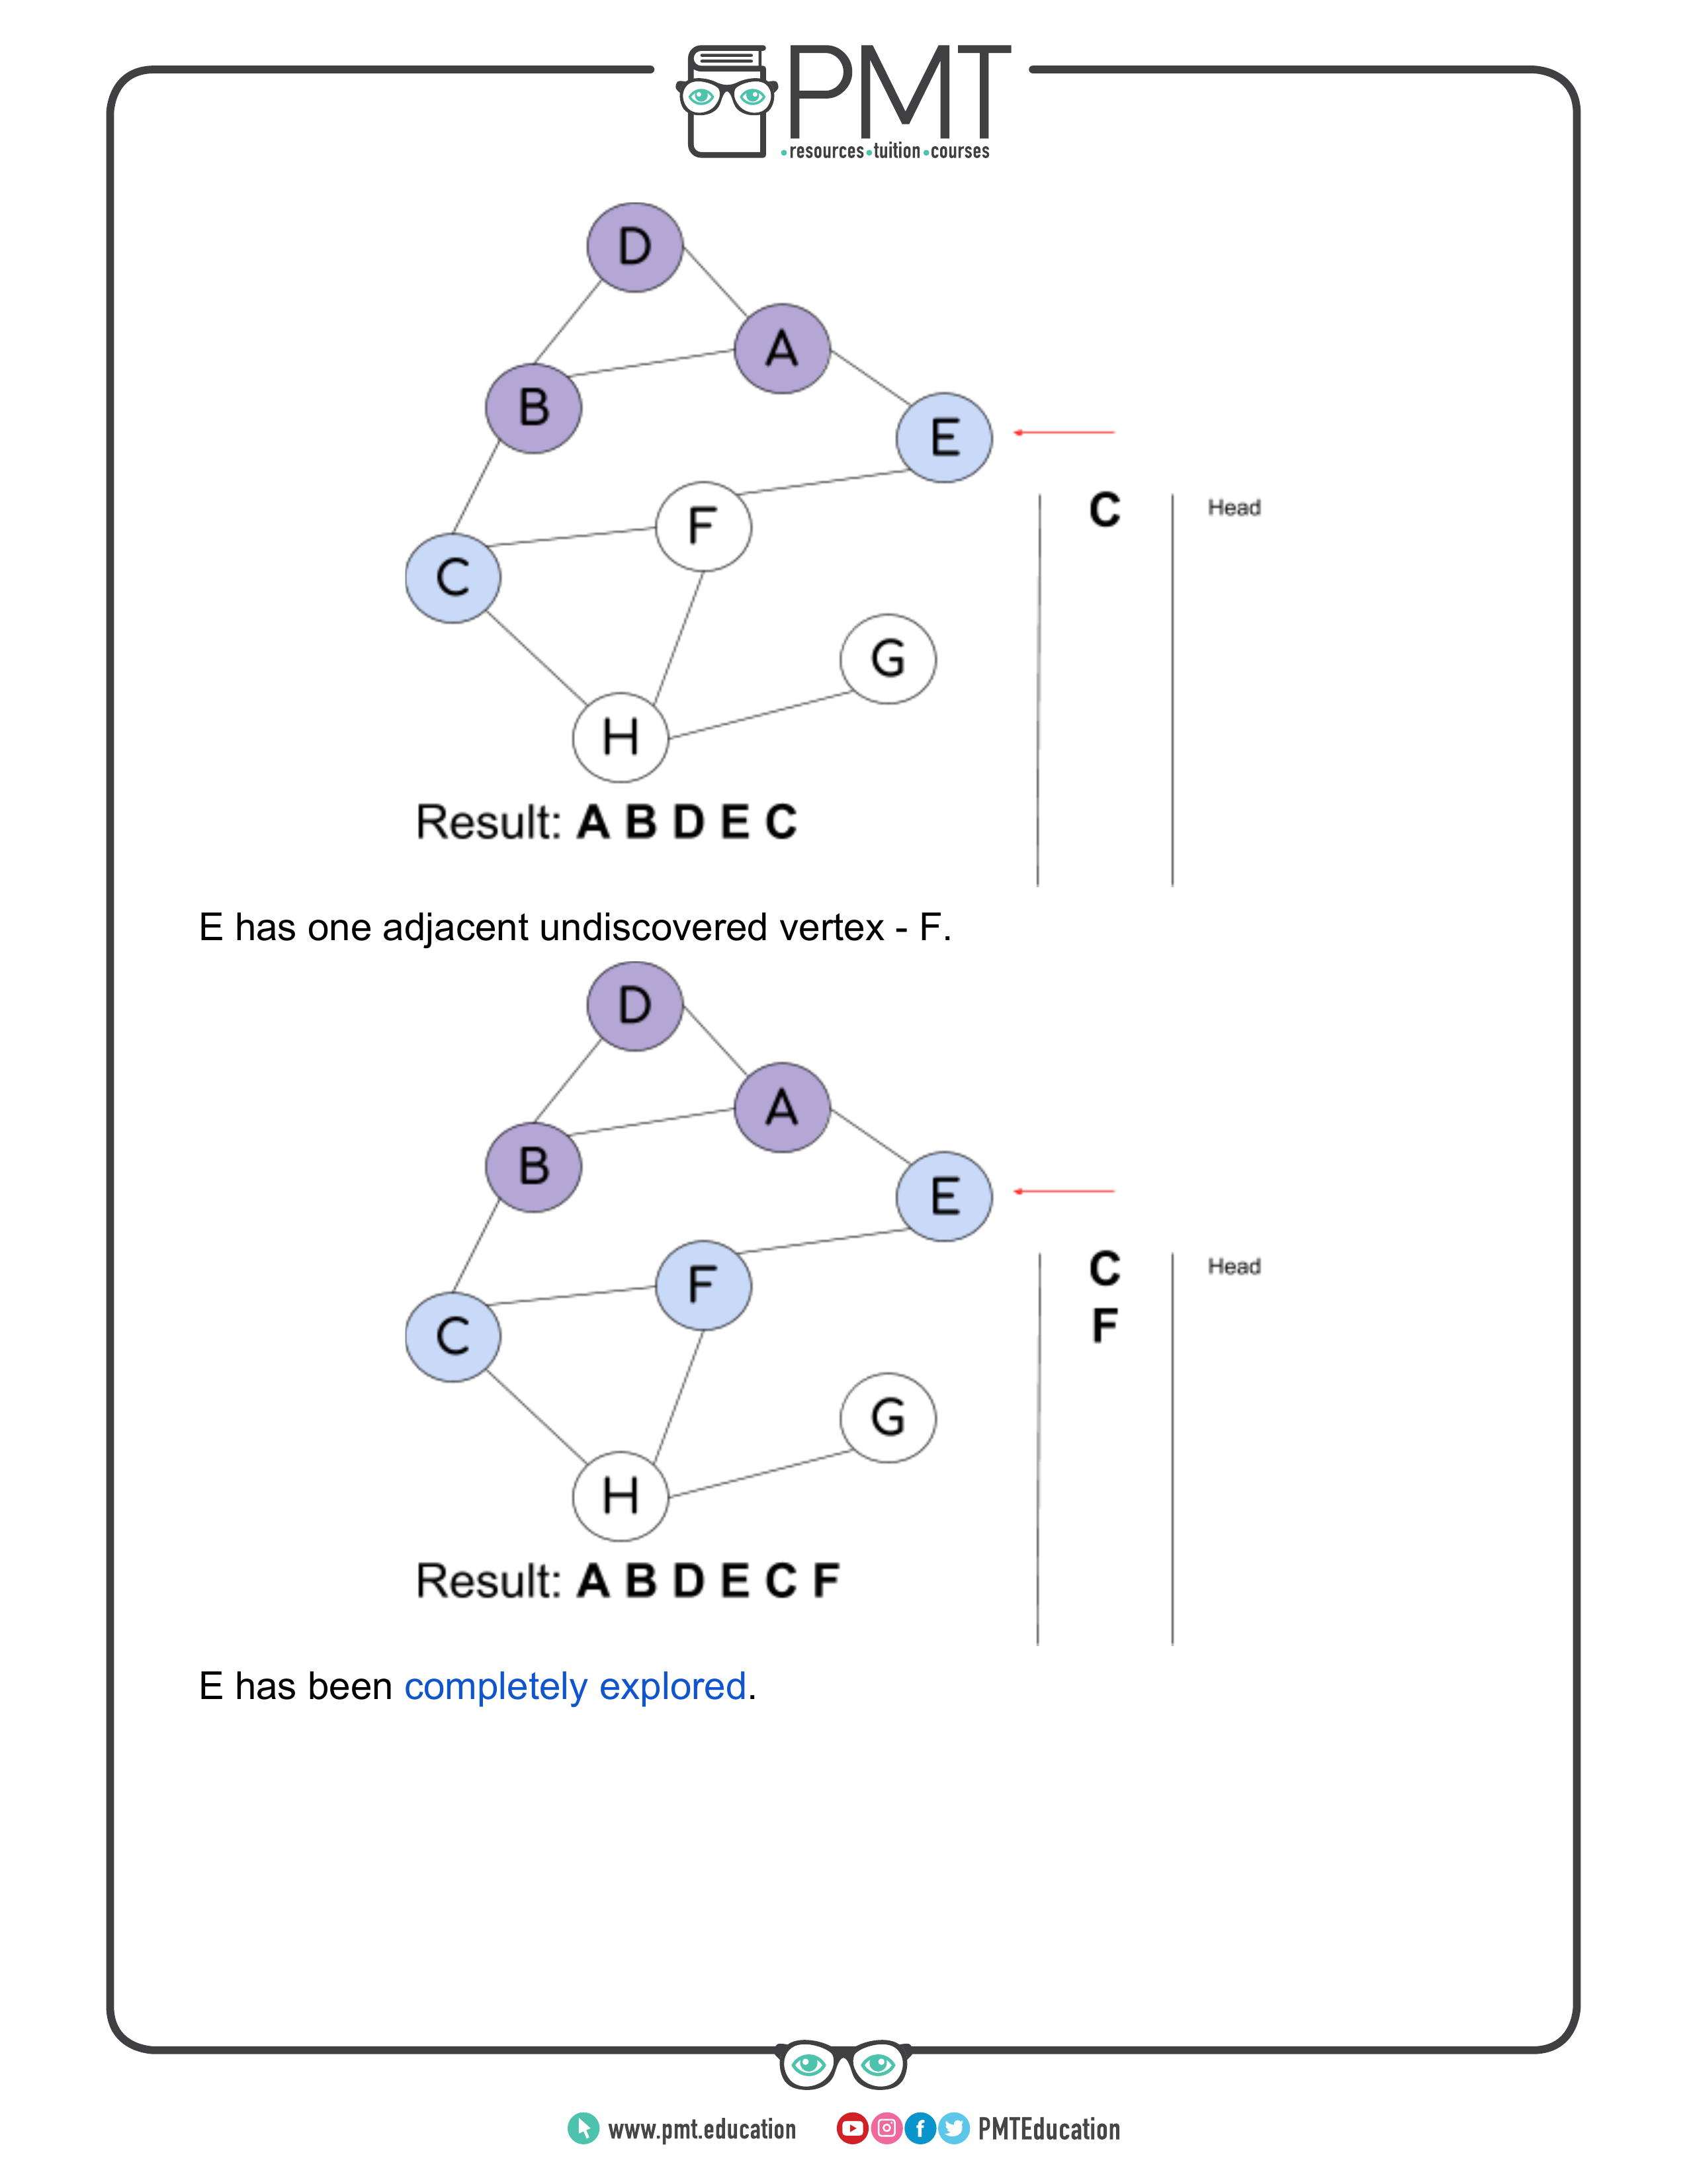 PMT
resources tuition courses
D
A
B
E
C Head
F
C
G
H
Result: A B D E C
E has one adjacent undiscovered vertex - F.
D
A
B
E
C Head
F
F
C
G
H
Result: A B D E C F
E has been completely explored.
www.pmt.education PMTEducation